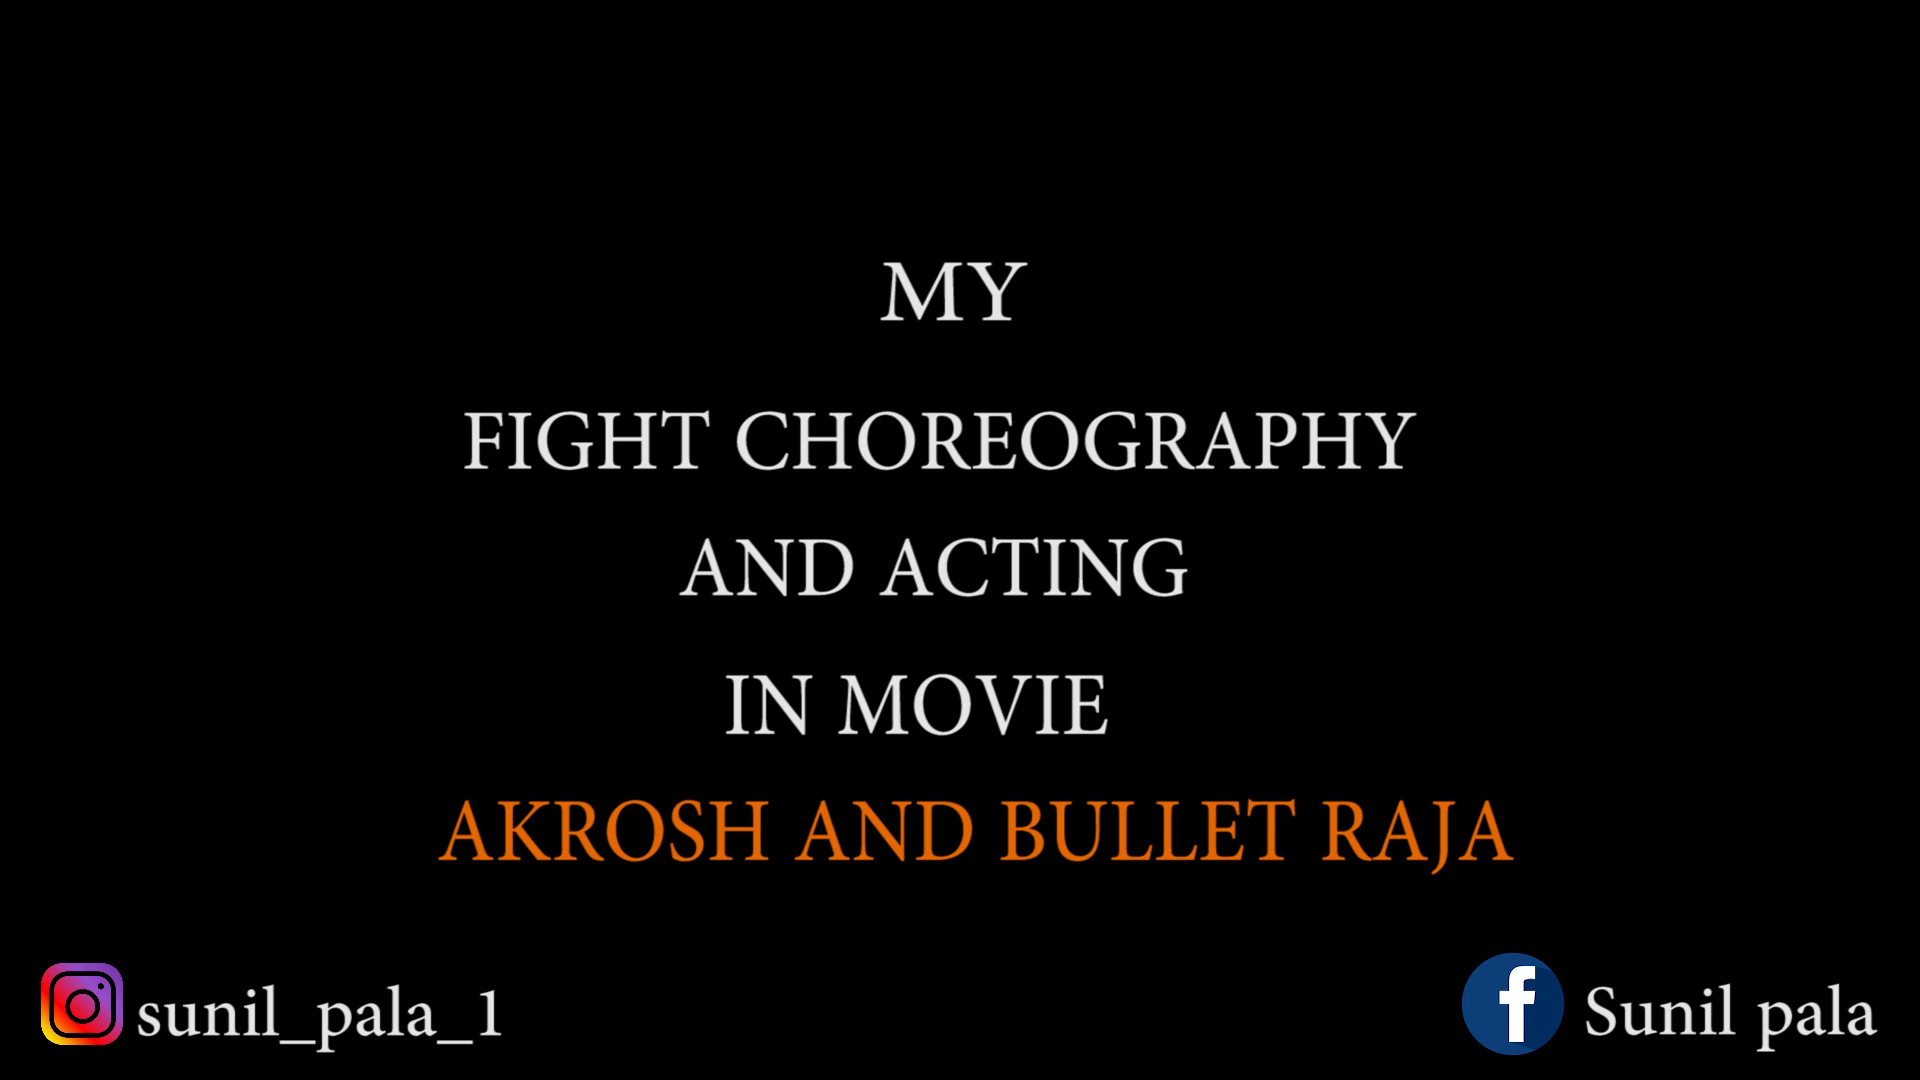 MY
FIGHT CHOREOGRAPHY
AND ACTING
IN MOVIE
AKROSH AND BULLET RAJA
sunil_pala_1
Sunil pala